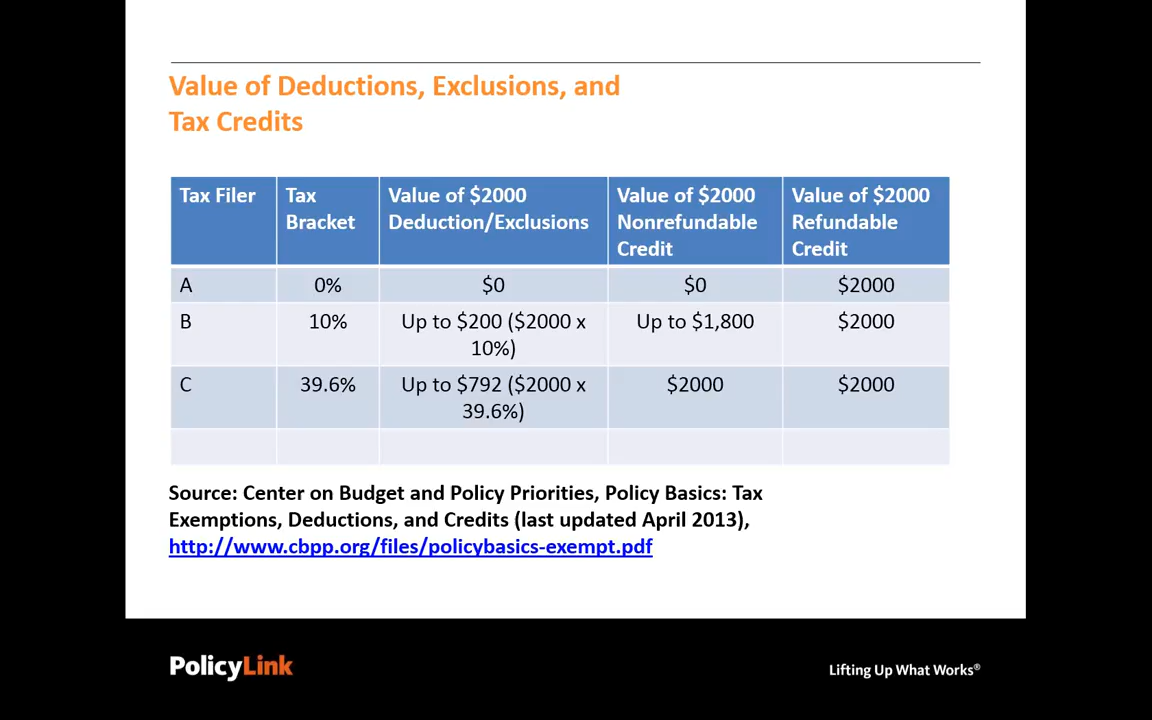 Value of Deductions, Exclusions, and
Tax Credits
Tax Filer
Tax
Bracket
Value of $2000
Deduction/Exclusions
Value of $2000
Nonrefundable
Credit
Value of $2000
Refundable
Credit
A
0%
$0
$0
$2000
B
10%
Up to $200 ($2000 x
10%)
Up to $1,800
$2000
C
39.6%
Up to $792 ($2000 x
39.6%)
$2000
$2000
Source: Center on Budget and Policy Priorities, Policy Basics: Tax
Exemptions, Deductions, and Credits (last updated April 2013),
http://www.cbpp.org/files/policybasics-exempt.pdf
PolicyLink
Lifting Up What Works®